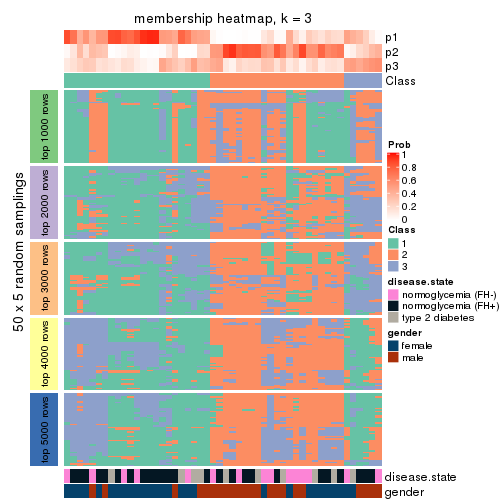 membership heatmap, k = 3
p1
p2
p3
Class
50 x 5 random samplings
top 1000 rows
top 2000 rows
top 3000 rows
top 4000 rows
top 5000 rows
disease.state
gender
Prob
1
0.8
0.6
0.4
0.2
0
Class
1
2
3
disease.state
normoglycemia (FH-)
normoglycemia (FH+)
type 2 diabetes
gender
female
male